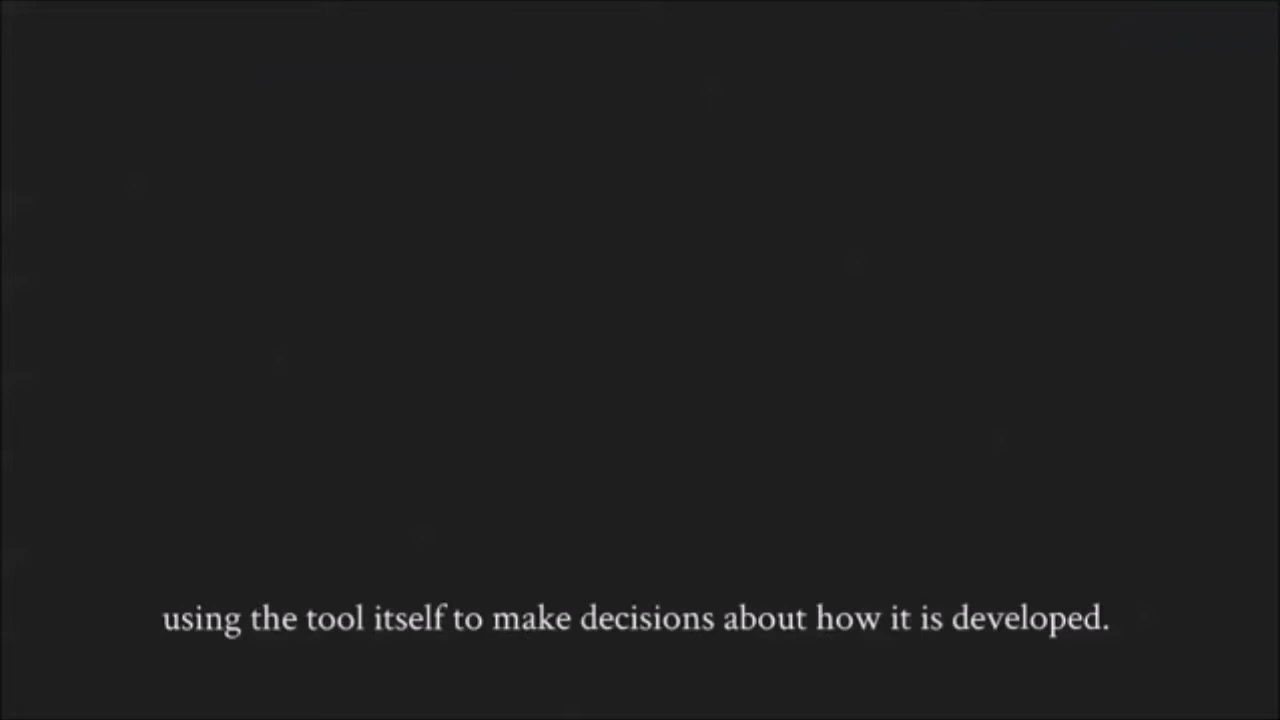 using the tool itself to make decisions about how it is developed.